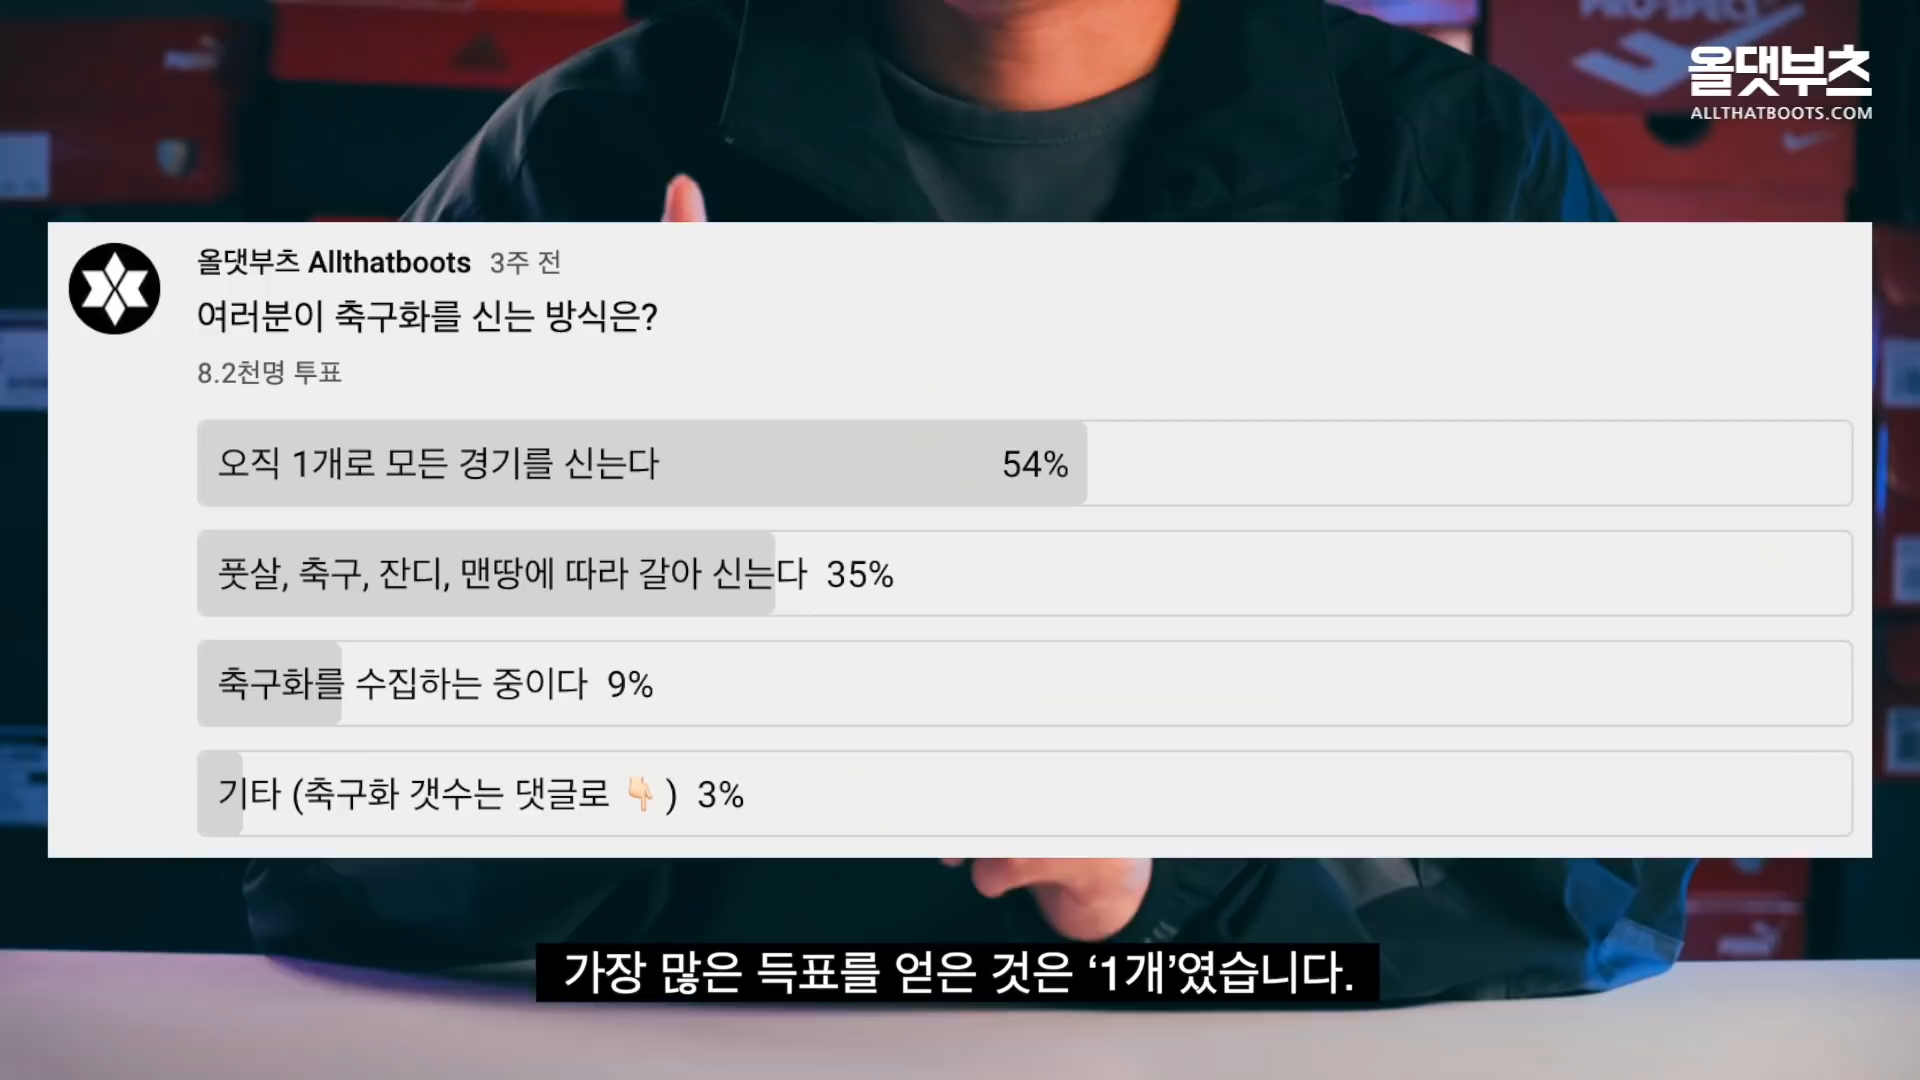 PUMA
PRO:SPECS
올댓부츠
ALLTHATBOOTS.COM
올댓부츠 Allthatboots 3주 전
여러분이 축구화를 신는 방식은?
8.2천명 투표
오직 1개로 모든 경기를 신는다 54%
풋살, 축구, 잔디, 맨땅에 따라 갈아 신는다 35%
축구화를 수집하는 중이다 9%
기타 (축구화 갯수는 댓글로 👇🏻 ) 3%
가장 많은 득표를 얻은 것은 ‘1개’였습니다.